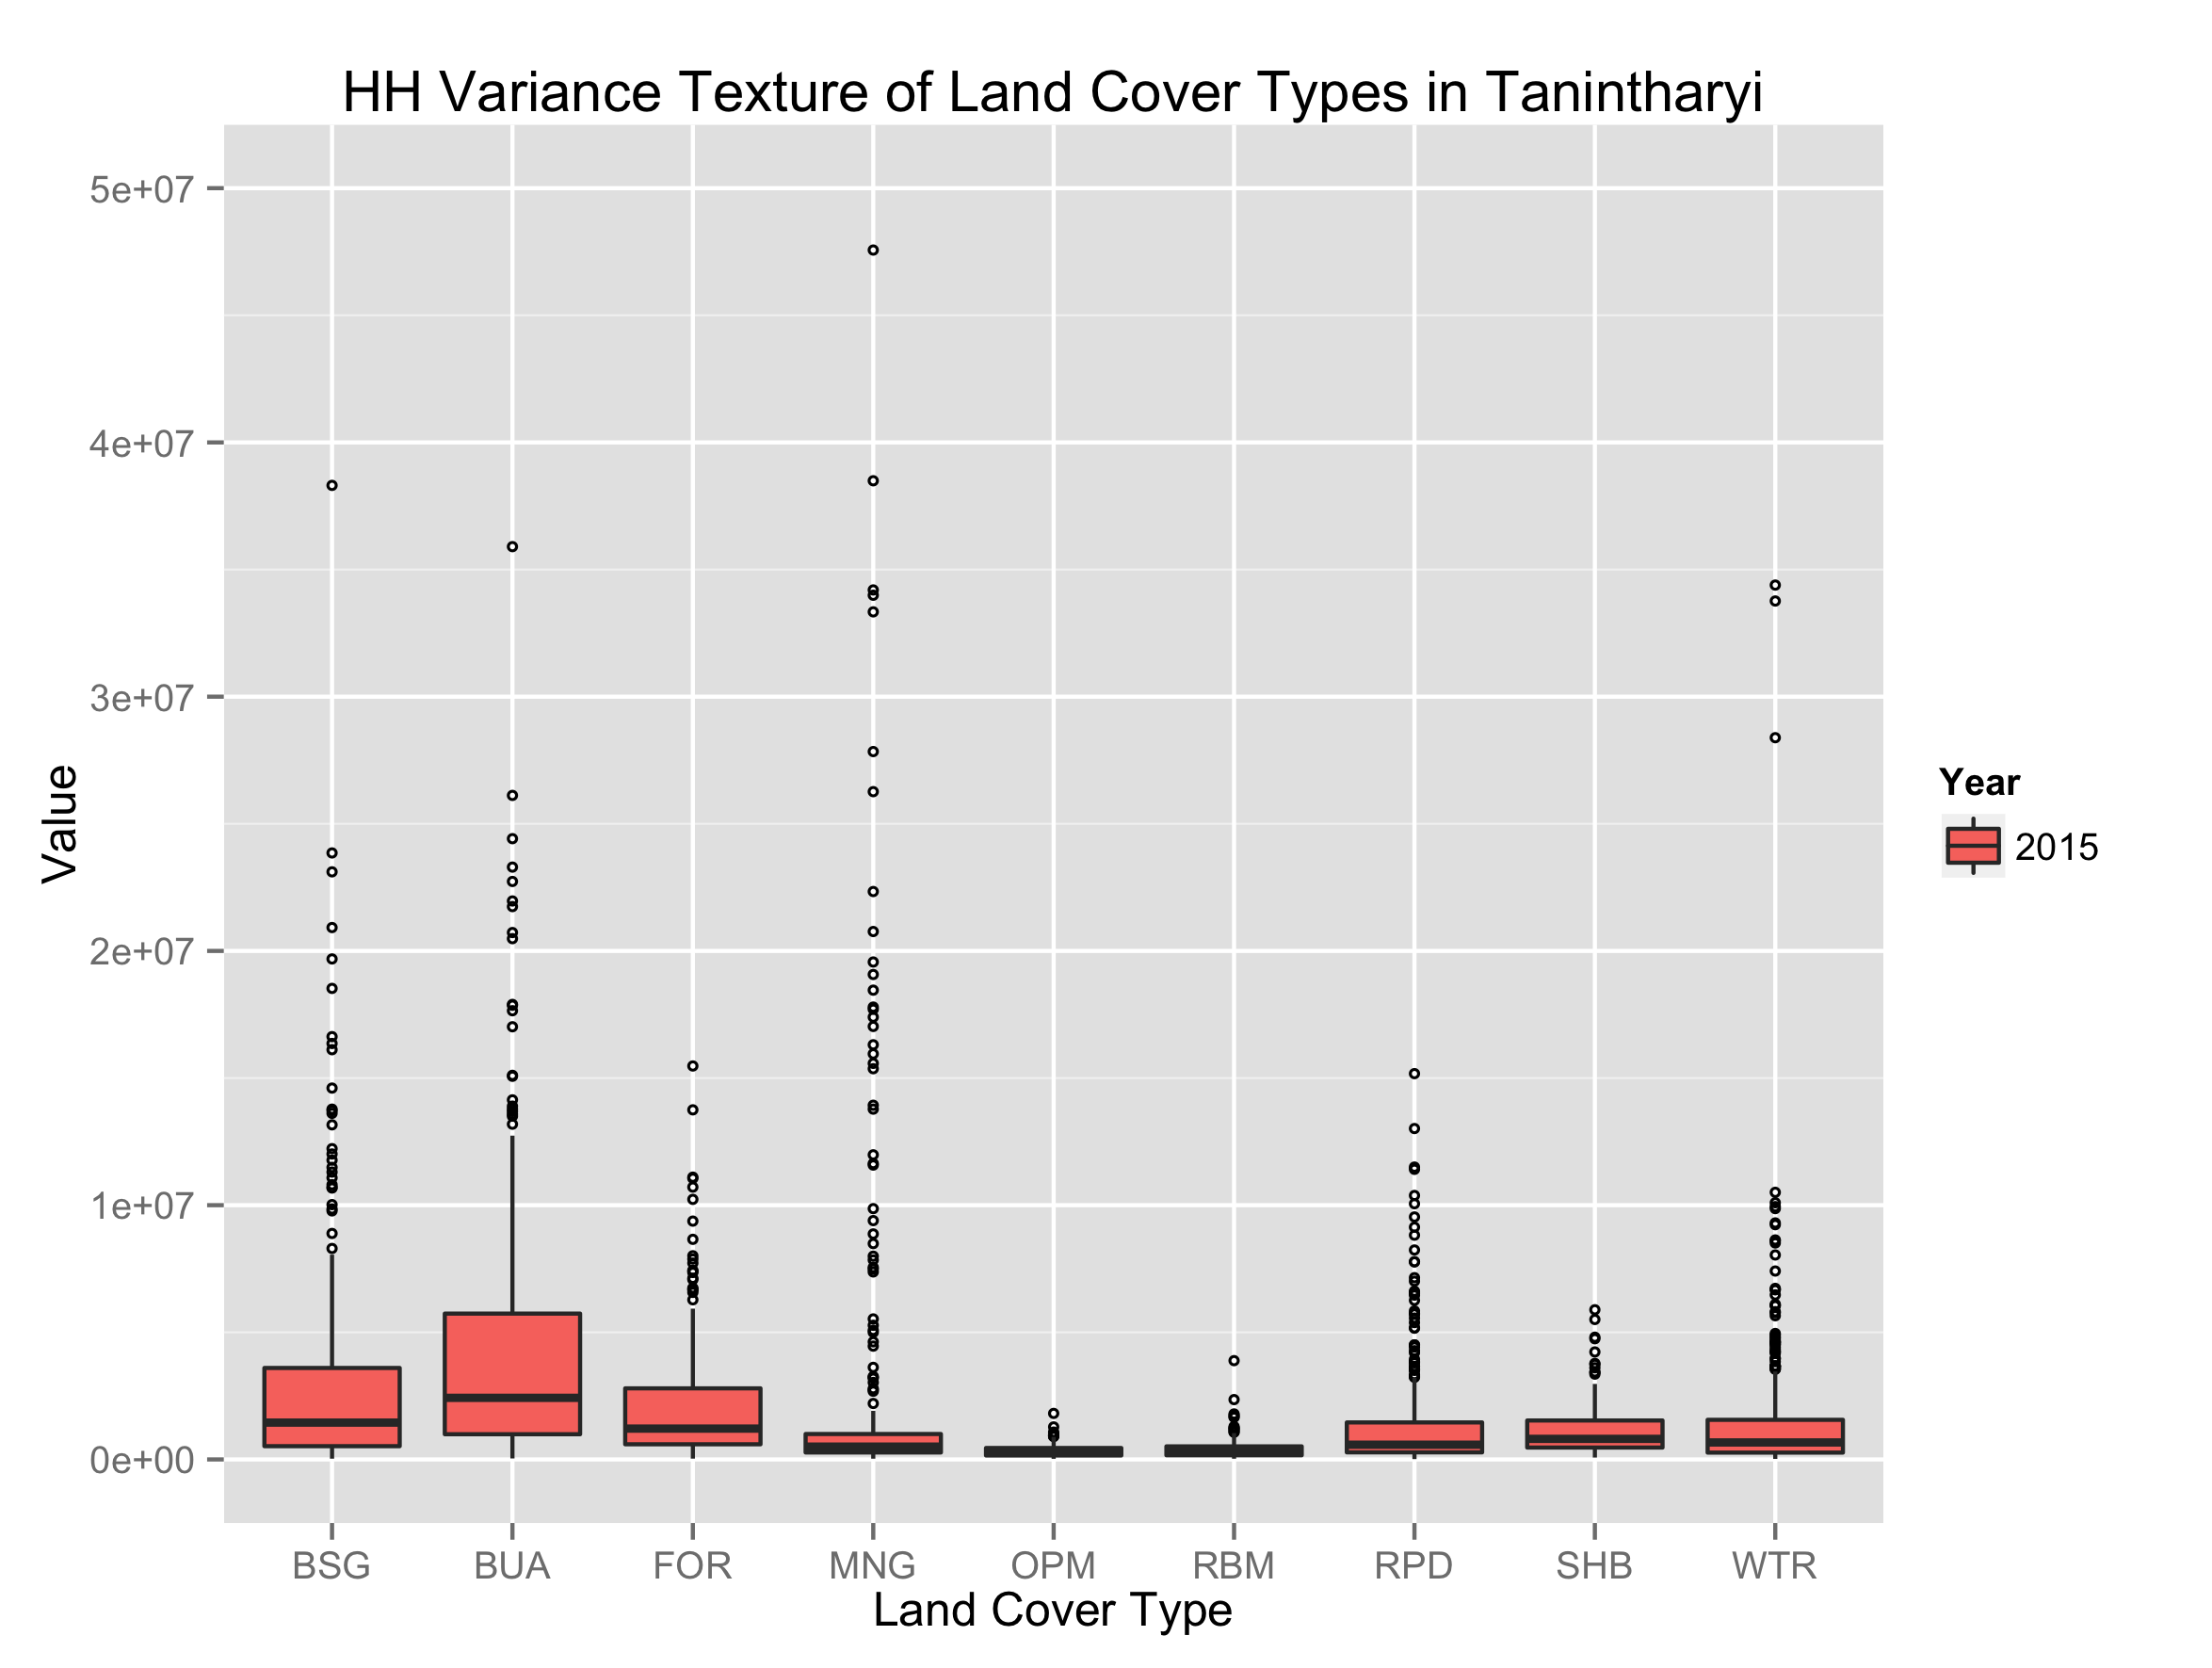 HH Variance Texture of Land Cover Types in Tanintharyi
5e+07
4e+07
3e+07
2e+07
1e+07
0e+00
Value
BSG BUA FOR MNG OPM RBM RPD SHB WTR
Land Cover Type
Year
2015